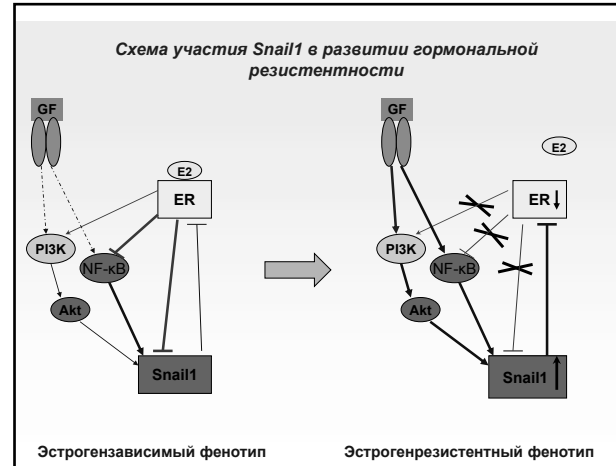 Схема участия Snail1 в развитии гормональной
резистентности
GF
E2
ER
PI3K
NF-κB
Akt
Snail1
Эстрогензависимый фенотип
GF
E2
ER
PI3K
NF-κB
Akt
Snail1
Эстрогенрезистентный фенотип